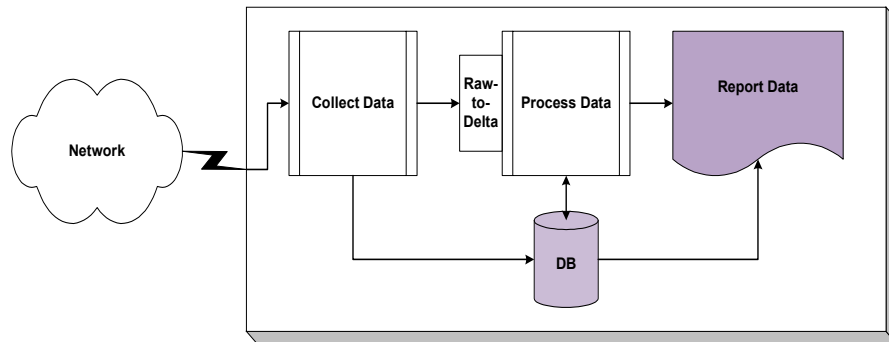 Network
Collect Data
Raw-
to-
Delta
Process Data
Report Data
DB